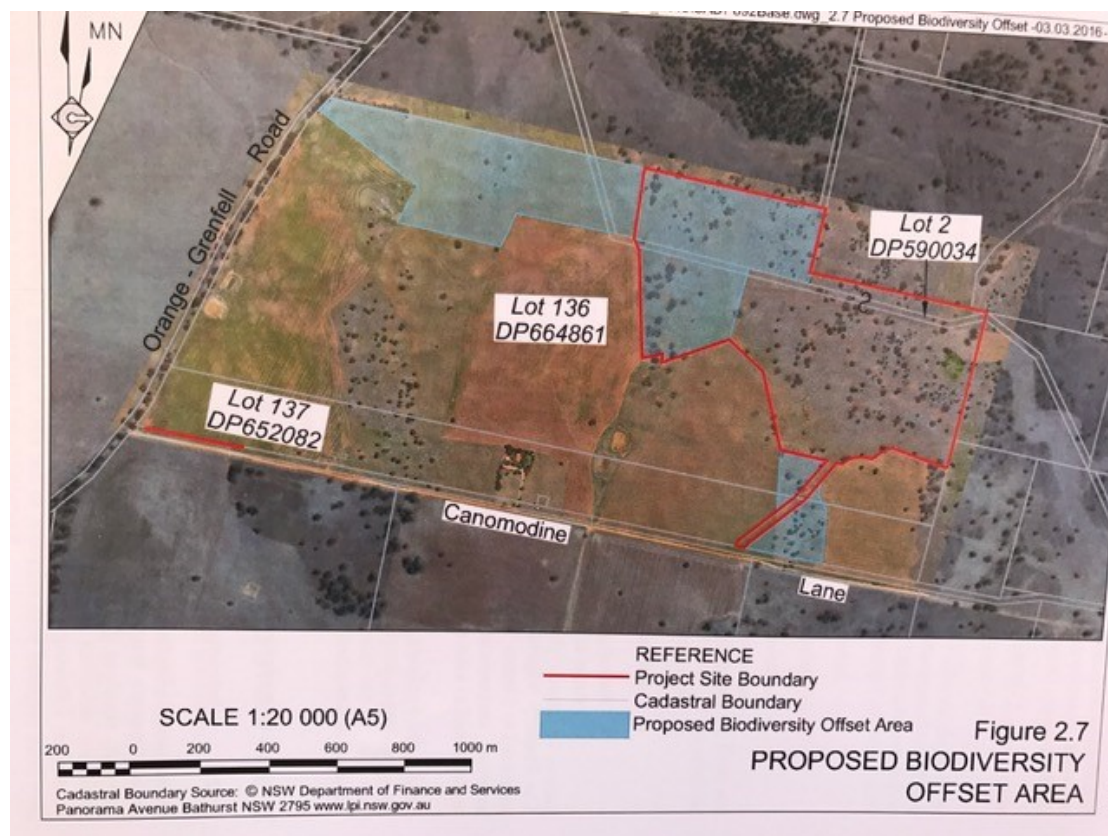 2.7 Proposed Biodiversity Offset -03.03.2016-
MN
Orange - Grenfell Road
Lot 2
DP590034
2
Lot 136
DP664861
Lot 137
DP652082
Canomodine
Lane
REFERENCE
Project Site Boundary
Cadastral Boundary
Proposed Biodiversity Offset Area
SCALE 1:20 000 (A5)
200 0 200 400 600 800 1000 m
Cadastral Boundary Source: © NSW Department of Finance and Services
Panorama Avenue Bathurst NSW 2795 www.lpi.nsw.gov.au
Figure 2.7
PROPOSED BIODIVERSITY
OFFSET AREA